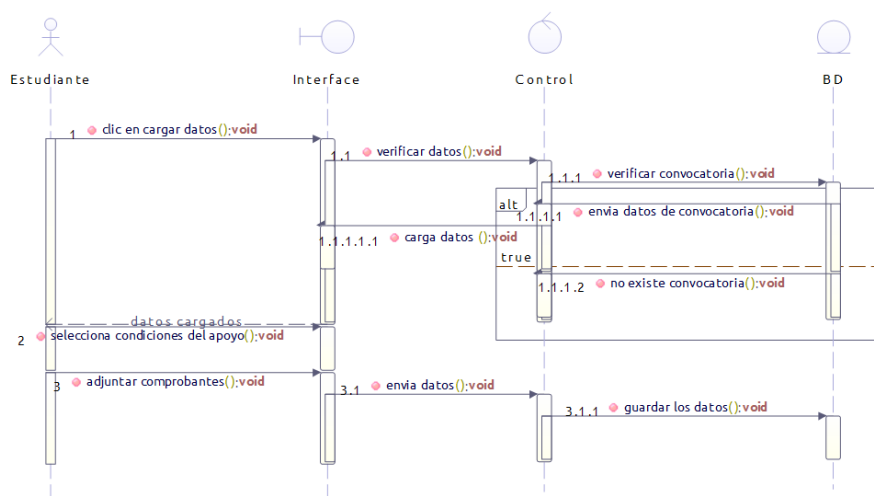 Estudiante
Interface
Control
BD
1 clic en cargar datos():void
1.1 verificar datos():void
1.1.1 verificar convocatoria():void
alt
1.1.1.1 envia datos de convocatoria():void
1.1.1.1.1 carga datos ():void
true
1.1.1.2 no existe convocatoria():void
datos cargados
2 selecciona condiciones del apoyo():void
3 adjuntar comprobantes():void
3.1 envia datos():void
3.1.1 guardar los datos():void